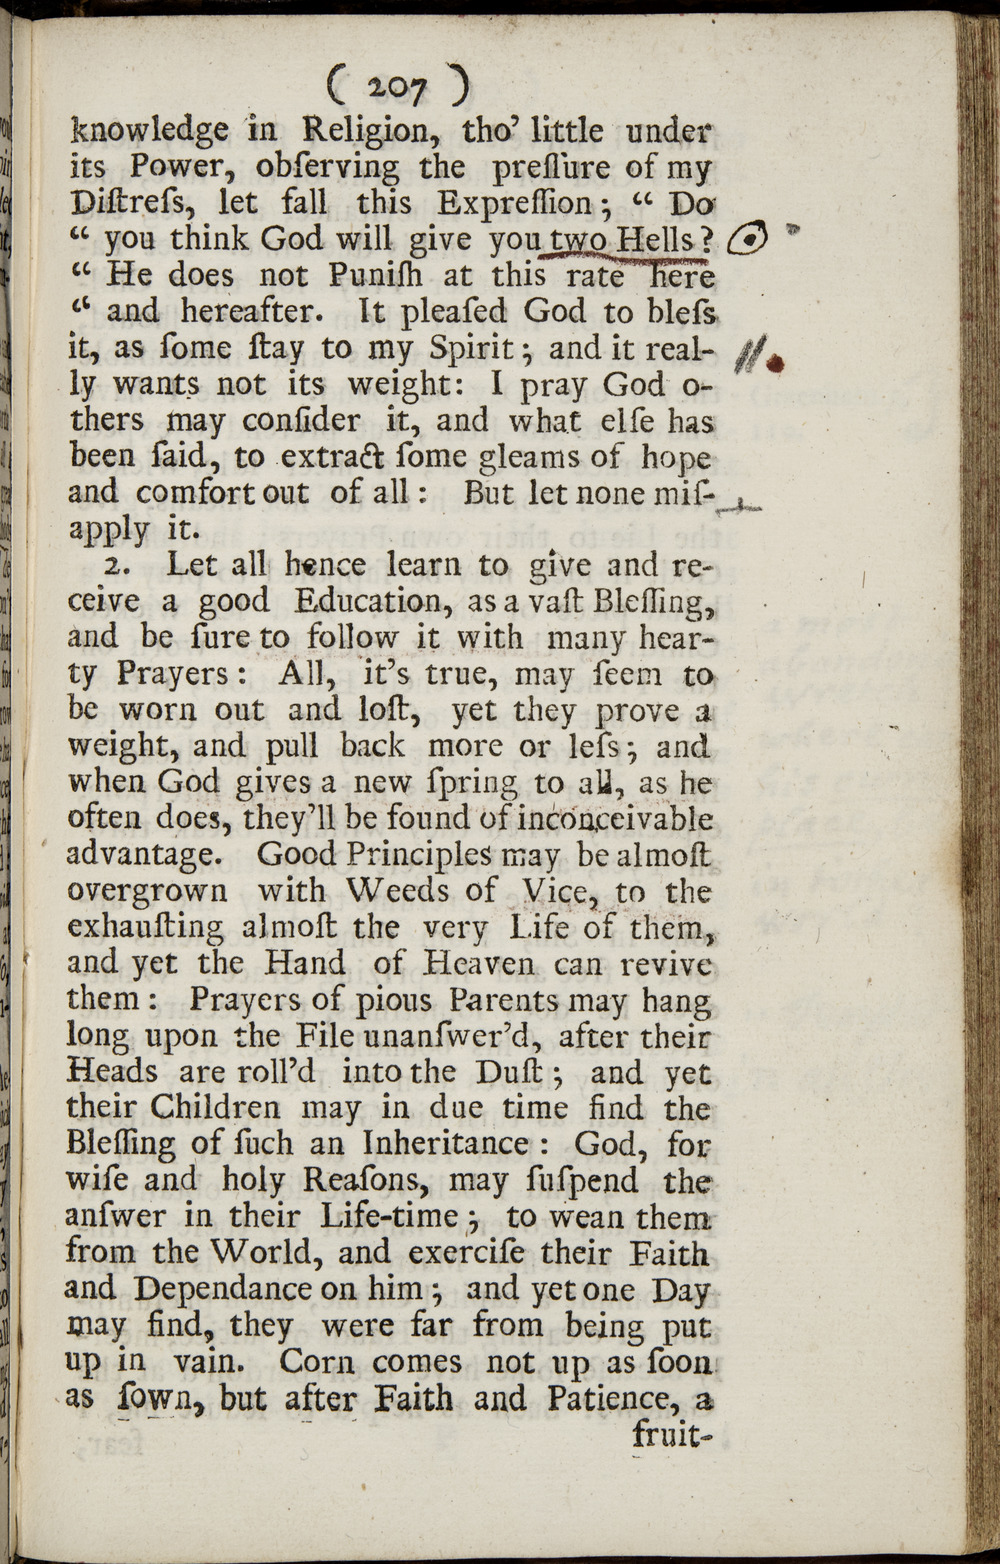 ( 207 )
knowledge in Religion, tho' little under
its Power, obſerving the preſſure of my
Diſtreſs, let fall this Expreſſion; “ Do
“ you think God will give you two Hells?
“ He does not Puniſh at this rate here
“ and hereafter. It pleaſed God to bleſs
it, as ſome ſtay to my Spirit; and it real-
ly wants not its weight: I pray God o-
thers may conſider it, and what elſe has
been ſaid, to extract ſome gleams of hope
and comfort out of all: But let none miſ-
apply it.
2. Let all hence learn to give and re-
ceive a good Education, as a vaſt Bleſſing,
and be ſure to follow it with many hear-
ty Prayers: All, it's true, may ſeem to
be worn out and loſt, yet they prove a
weight, and pull back more or leſs; and
when God gives a new ſpring to all, as he
often does, they'll be found of inconceivable
advantage. Good Principles may be almoſt
overgrown with Weeds of Vice, to the
exhauſting almoſt the very Life of them,
and yet the Hand of Heaven can revive
them: Prayers of pious Parents may hang
long upon the File unanſwer'd, after their
Heads are roll'd into the Duſt; and yet
their Children may in due time find the
Bleſſing of ſuch an Inheritance: God, for
wiſe and holy Reaſons, may ſuſpend the
anſwer in their Life-time; to wean them
from the World, and exerciſe their Faith
and Dependance on him; and yet one Day
may find, they were far from being put
up in vain. Corn comes not up as ſoon
as ſown, but after Faith and Patience, a
fruit-